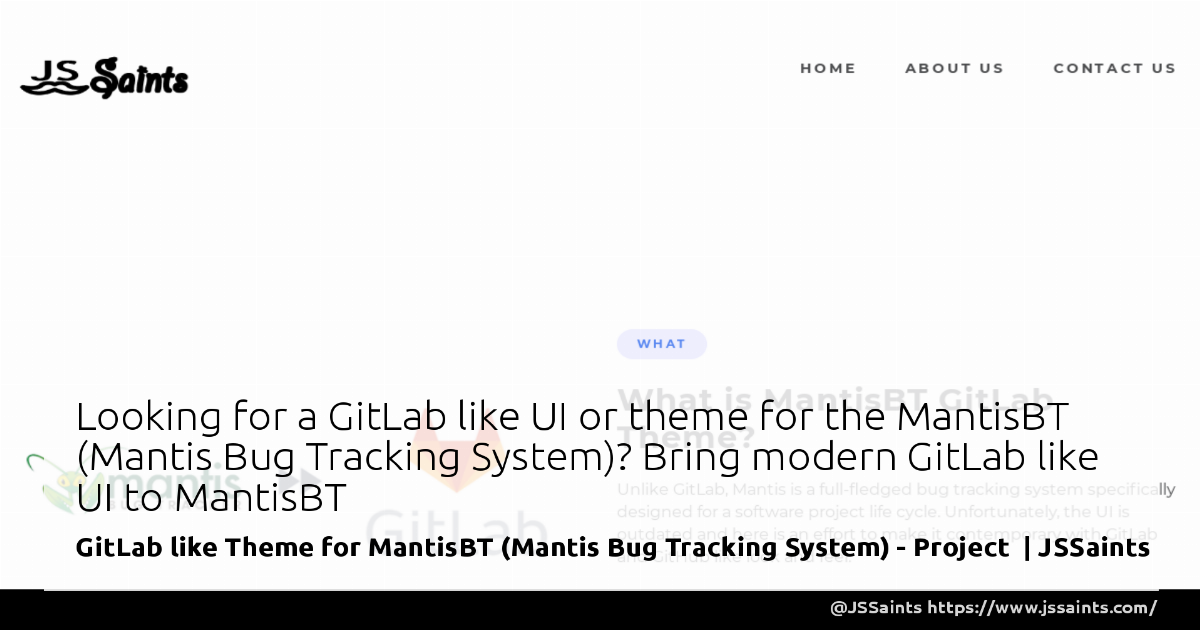 JS Saints
HOME ABOUT US CONTACT US
WHAT
What is MantisBT GitLab
Theme?
Looking for a GitLab like UI or theme for the MantisBT
(Mantis Bug Tracking System)? Bring modern GitLab like
UI to MantisBT
mantis
GitLab
Unlike GitLab, Mantis is a full-fledged bug tracking system specifically
designed for a software project life cycle. Unfortunately, the UI is
outdated and here is an effort to make it contemporary with GitLab
and GitHub like look and feel.
GitLab like Theme for MantisBT (Mantis Bug Tracking System) - Project | JSSaints
@JSSaints https://www.jssaints.com/